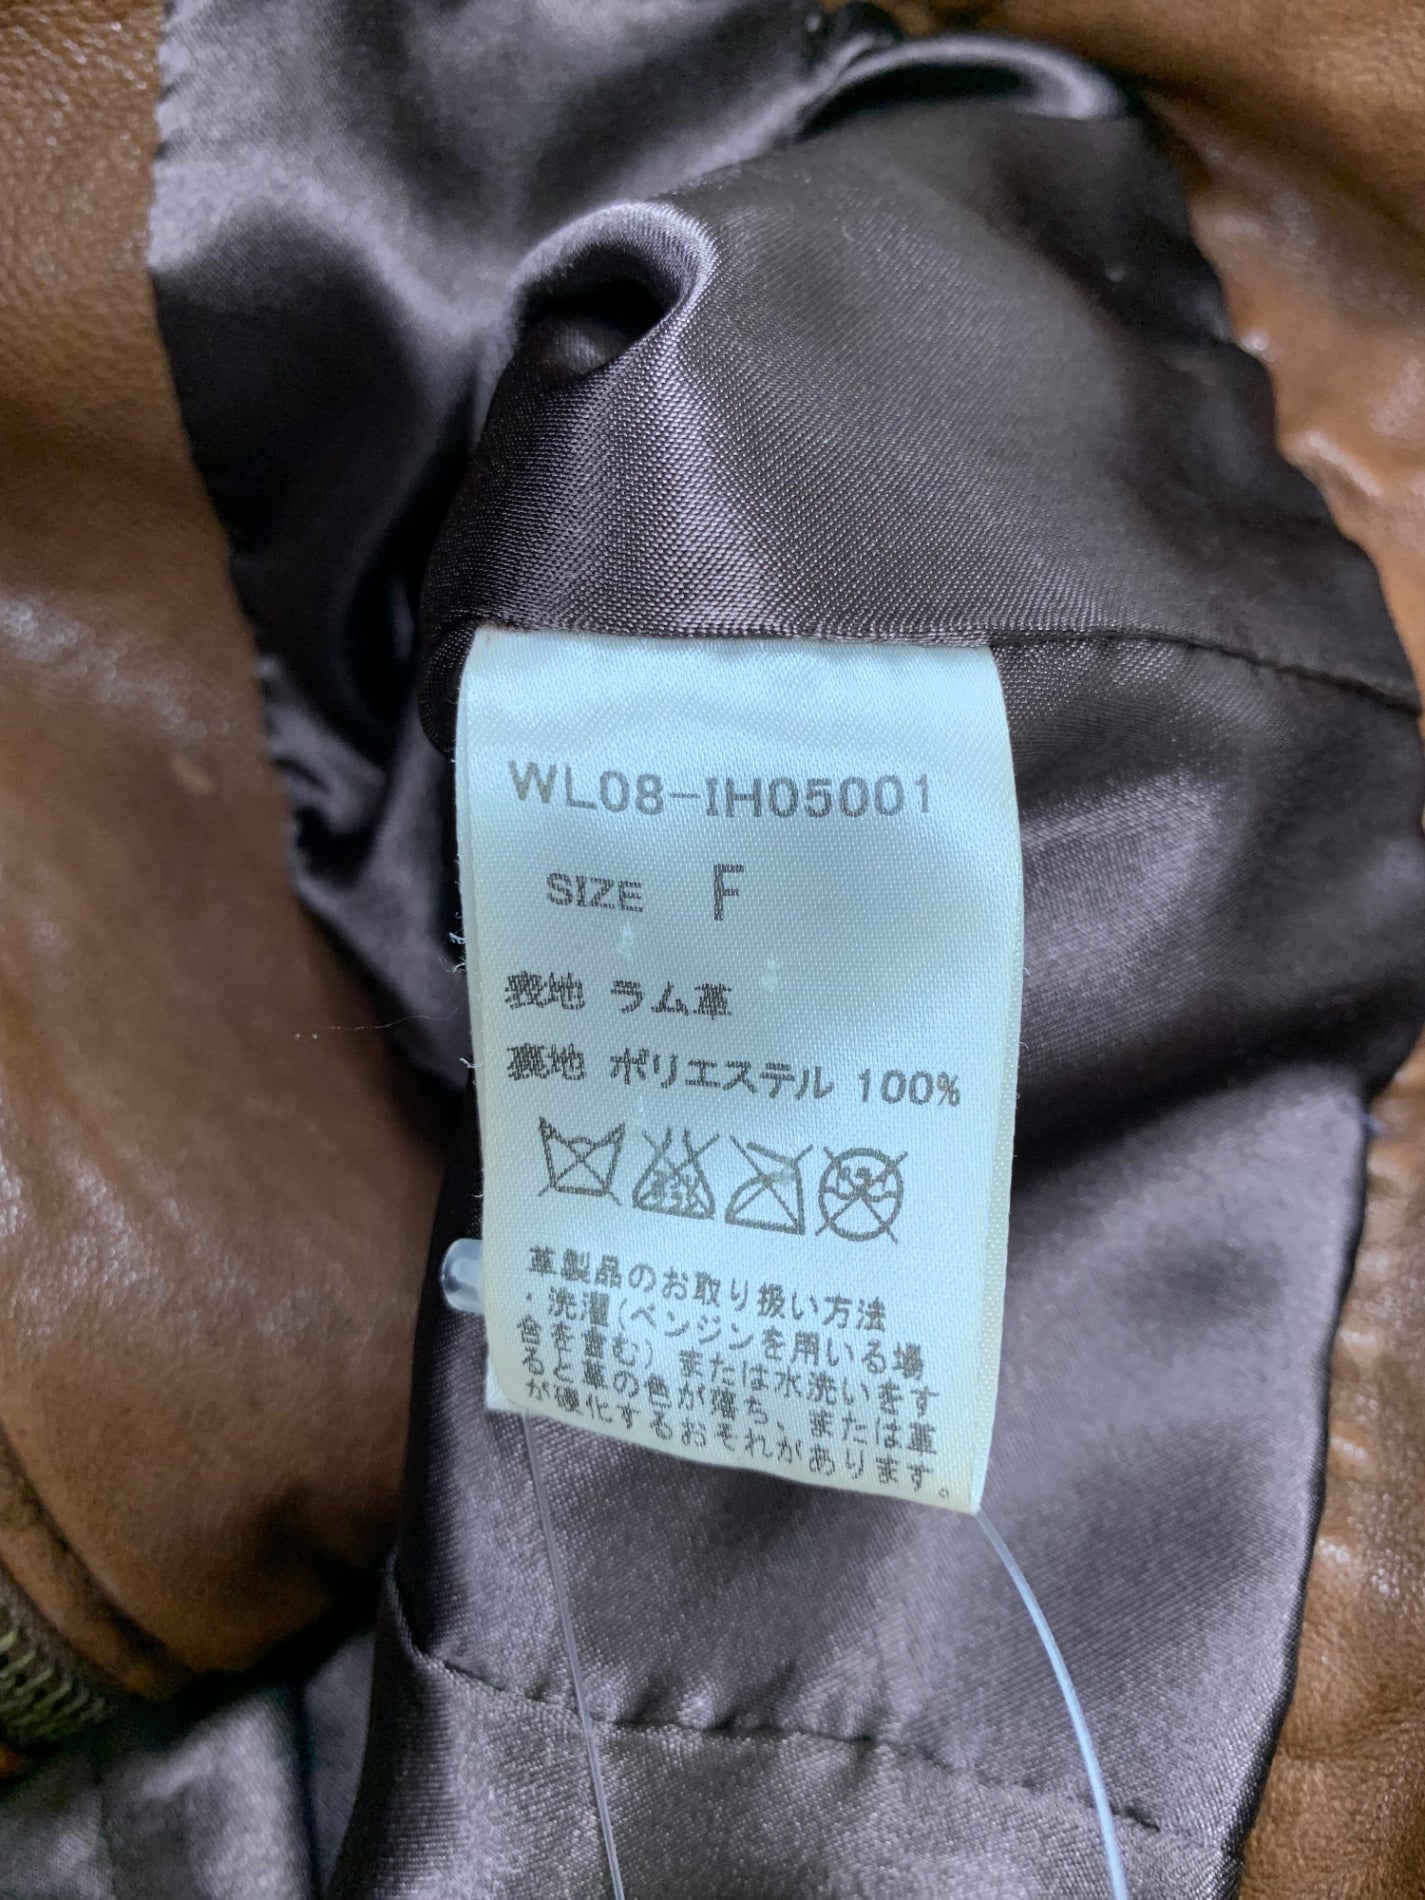 WL08-IH05001
SIZE F
表地 ラム革
裏地 ポリエステル 100%
革製品のお取り扱い方法
・洗濯(ベンジンを用いる場
合を含む)または水洗いをす
ると革の色が落ち、または革
が硬化するおそれがあります。